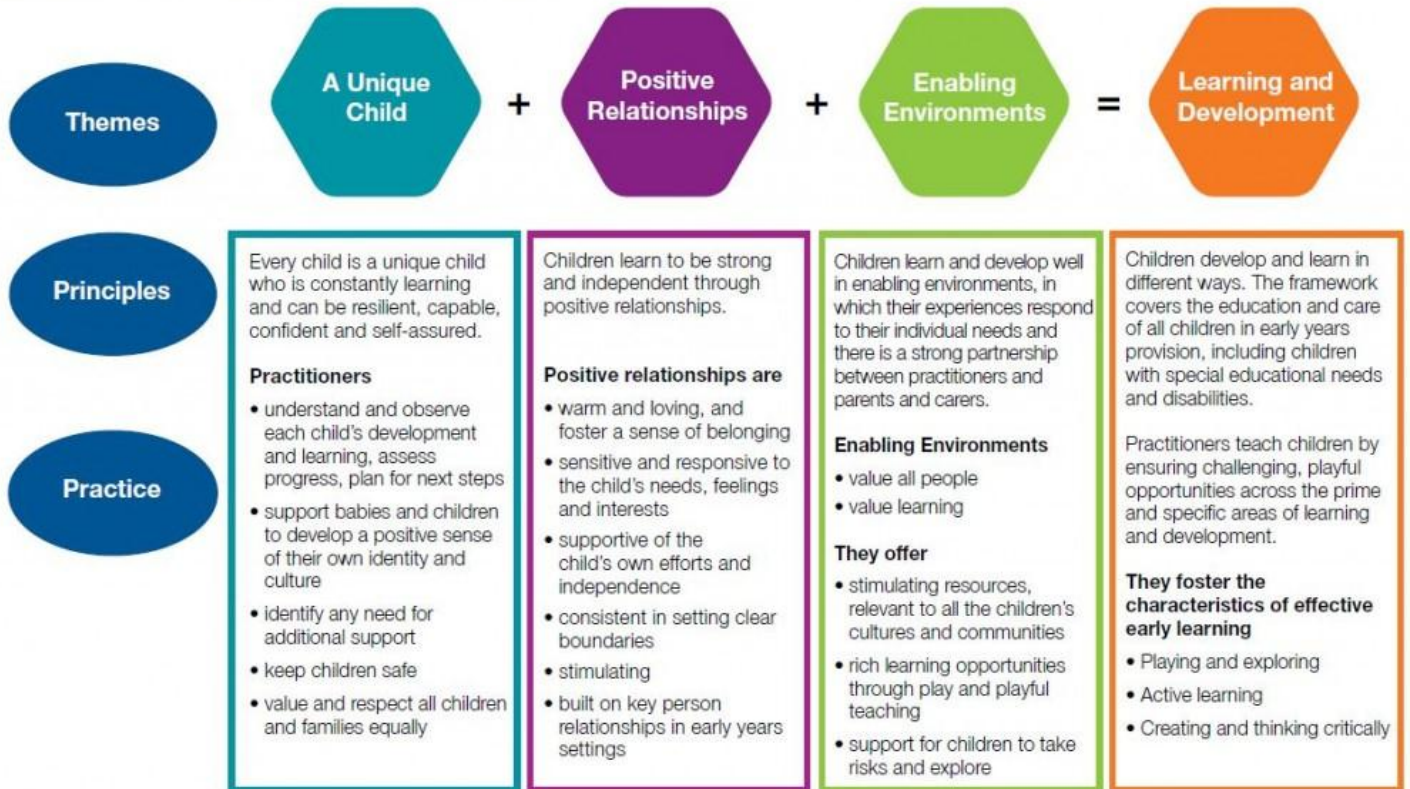 Themes
A Unique
Child
+
Positive
Relationships
+
Enabling
Environments
=
Learning and
Development
Principles
Practice
Every child is a unique child
who is constantly learning
and can be resilient, capable,
confident and self-assured.
Practitioners
• understand and observe
each child's development
and learning, assess
progress, plan for next steps
• support babies and children
to develop a positive sense
of their own identity and
culture
• identify any need for
additional support
• keep children safe
• value and respect all children
and families equally
Children learn to be strong
and independent through
positive relationships.
Positive relationships are
• warm and loving, and
foster a sense of belonging
• sensitive and responsive to
the child's needs, feelings
and interests
• supportive of the
child's own efforts and
independence
• consistent in setting clear
boundaries
• stimulating
• built on key person
relationships in early years
settings
Children learn and develop well
in enabling environments, in
which their experiences respond
to their individual needs and
there is a strong partnership
between practitioners and
parents and carers.
Enabling Environments
• value all people
• value learning
They offer
• stimulating resources,
relevant to all the children's
cultures and communities
• rich learning opportunities
through play and playful
teaching
• support for children to take
risks and explore
Children develop and learn in
different ways. The framework
covers the education and care
of all children in early years
provision, including children
with special educational needs
and disabilities.
Practitioners teach children by
ensuring challenging, playful
opportunities across the prime
and specific areas of learning
and development.
They foster the
characteristics of effective
early learning
• Playing and exploring
• Active learning
• Creating and thinking critically